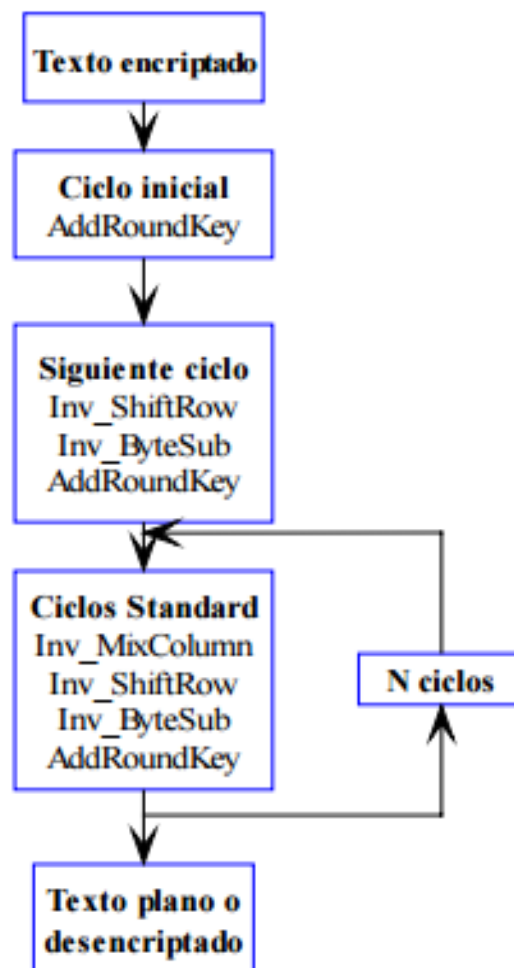 Texto encriptado
Ciclo inicial
AddRoundKey
Siguiente ciclo
Inv_ShiftRow
Inv_ByteSub
AddRoundKey
Ciclos Standard
Inv_MixColumn
Inv_ShiftRow
Inv_ByteSub
AddRoundKey
N ciclos
Texto plano o
desencriptado